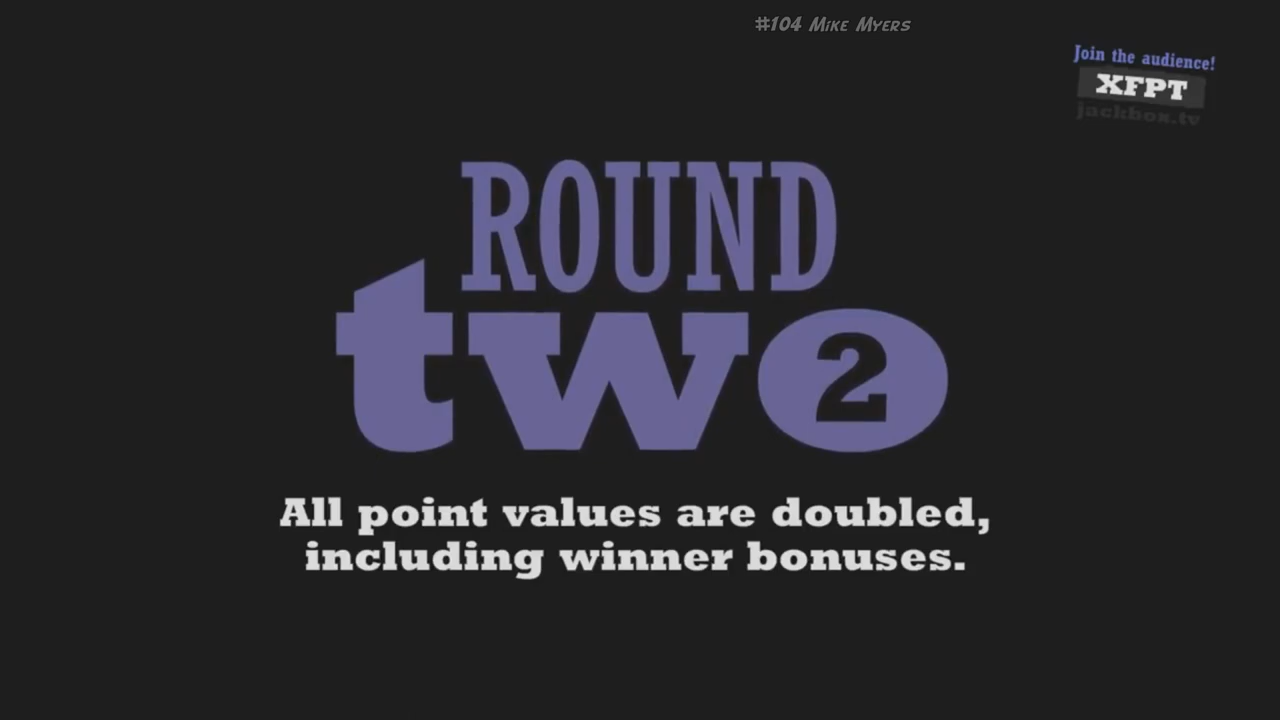 #104 Mike Myers
Join the audience!
XFPT
jackbox.tv
ROUND
two 2
All point values are doubled,
including winner bonuses.